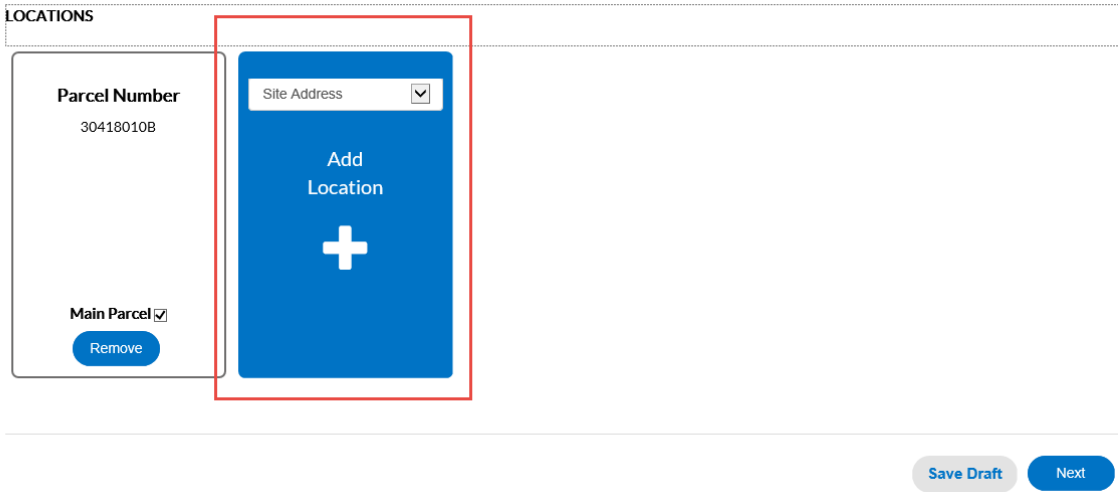 LOCATIONS
Parcel Number
30418010B
Main Parcel
Remove
Site Address
Add
Location
Save Draft
Next